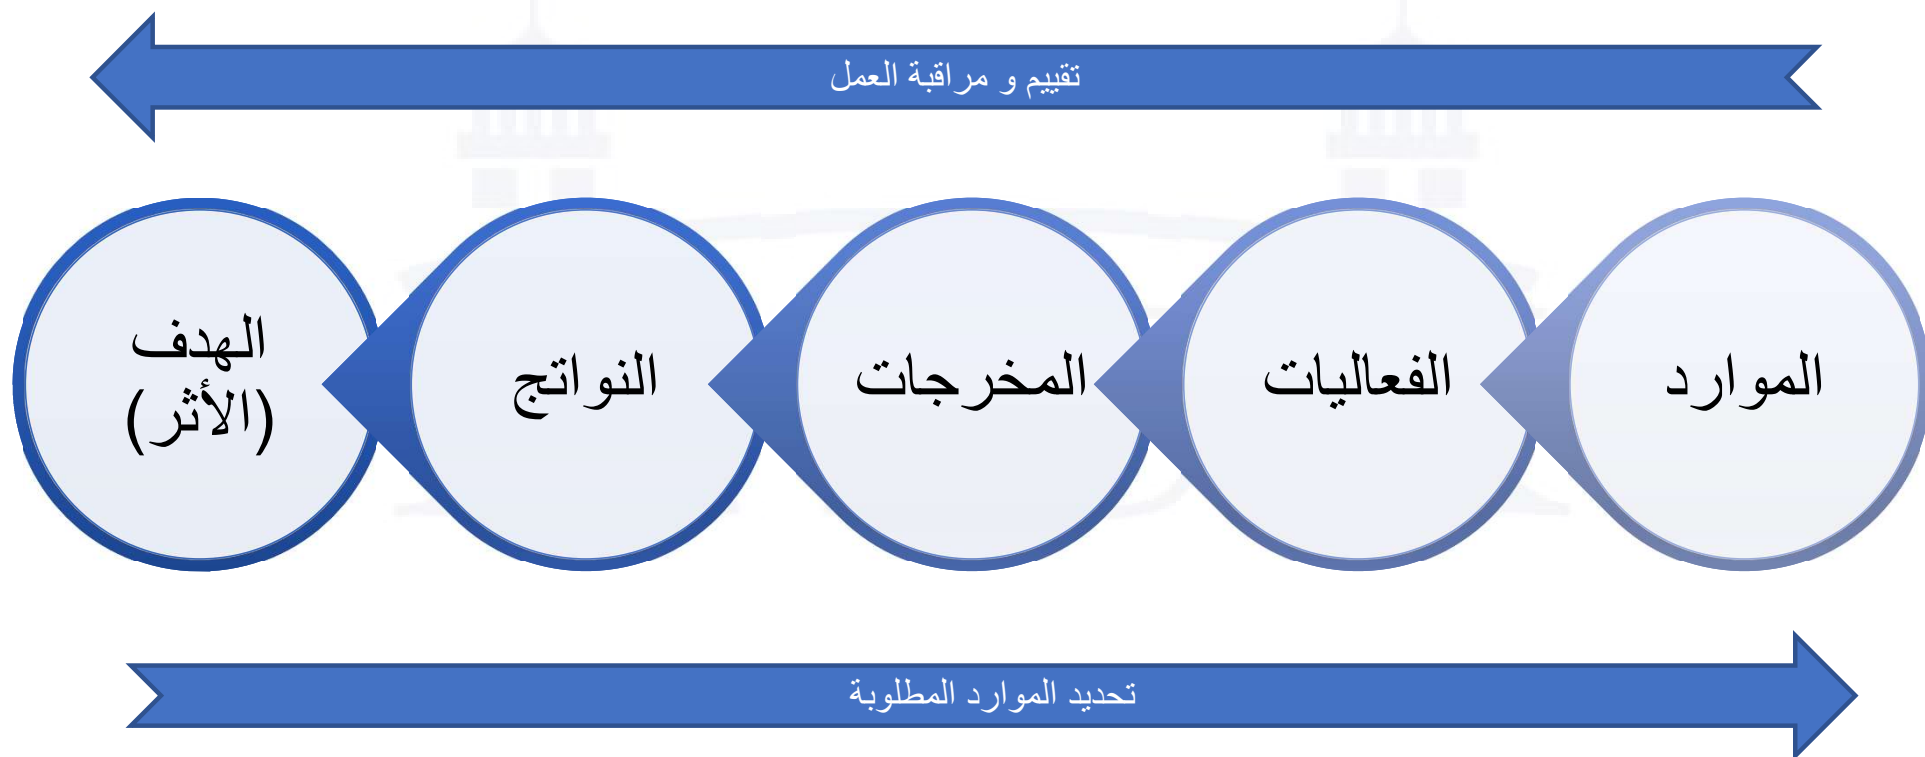 تقييم و مراقبة العمل
الموارد
الفعاليات
المخرجات
النواتج
الهدف
(الأثر)
تحديد الموارد المطلوبة